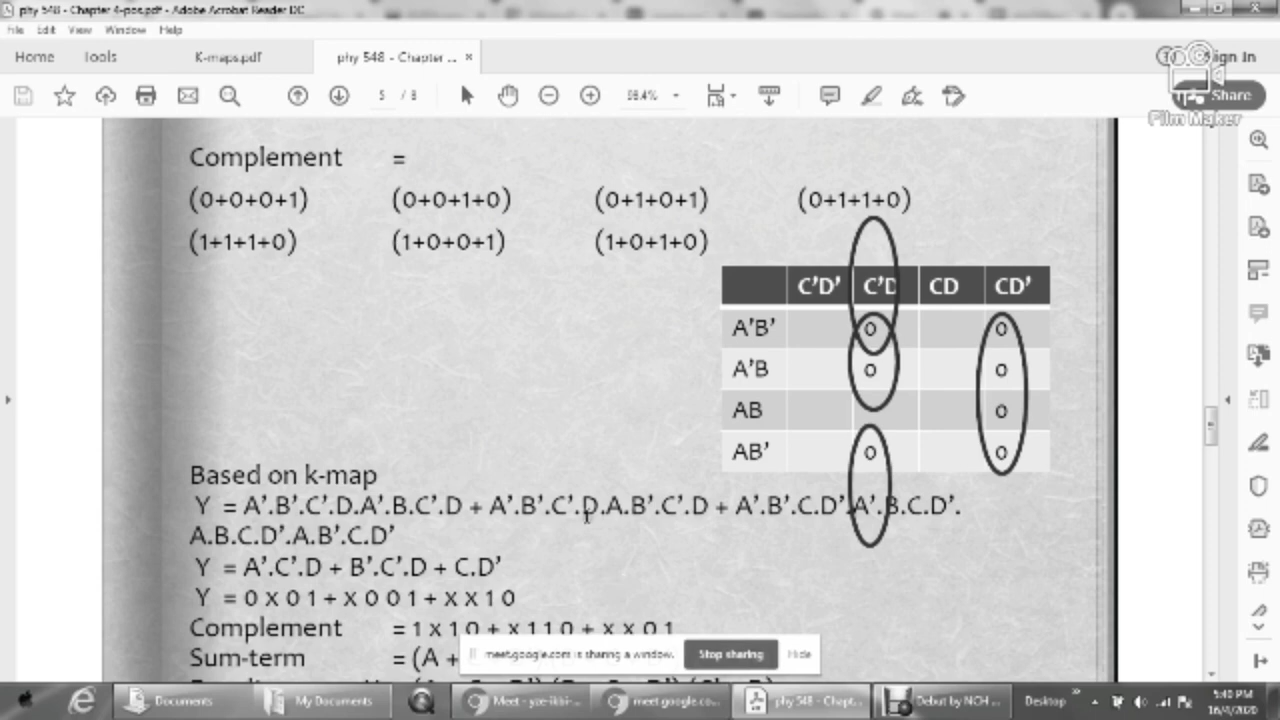 phy 548 - Chapter 4-pos.pdf - Adobe Acrobat Reader DC
File Edit View Window Help
Home Tools K-maps.pdf phy 548 - Chapter ... × Sign In
5 / 8 98.4% Share
Film Maker
Complement =
(0+0+0+1) (0+0+1+0) (0+1+0+1) (0+1+1+0)
(1+1+1+0) (1+0+0+1) (1+0+1+0)
C'D' C'D CD CD'
A'B' 0 0
A'B 0 0
AB 0
AB' 0 0
Based on k-map
Y = A'.B'.C'.D.A'.B.C'.D + A'.B'.C'.D.A.B'.C'.D + A'.B'.C.D'.A'.B.C.D'.
A.B.C.D'.A.B'.C.D'
Y = A'.C'.D + B'.C'.D + C.D'
Y = 0 X 0 1 + X 0 0 1 + X X 1 0
Complement = 1 X 1 0 + X 1 1 0 + X X 0 1
Sum-term = (A +
meet.google.com is sharing a window. Stop sharing Hide
Documents My Documents Meet - yze-ikbi-... meet.google.co... phy 548 - Chapt... Debut by NCH ... Desktop » 5:40 PM
16/4/2020